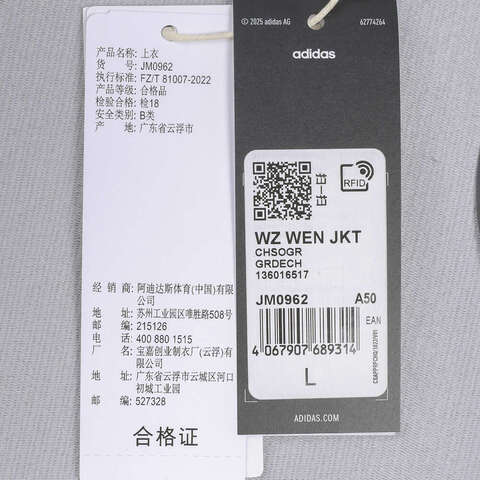 产品名称：上衣
货　　号：JM0962
执行标准：FZ/T 81007-2022
产品等级：合格品
检验合格：检18
安全类别：B类
产　　地：广东省云浮市
经 销 商：阿迪达斯体育(中国)有限
公司
地　　址：苏州工业园区唯胜路508号
邮　　编：215126
电　　话：400 880 1515
厂　　名：宝嘉创业制衣厂(云浮)有限
公司
地　　址：广东省云浮市云城区河口
初城工业园
邮　　编：527328
合格证
© 2025 adidas AG
62774264
adidas
RFID
WZ WEN JKT
CHSOGR
GRDECH
136016517
JM0962
A50
EAN
4 067907 689314
L
ADIDAS.COM